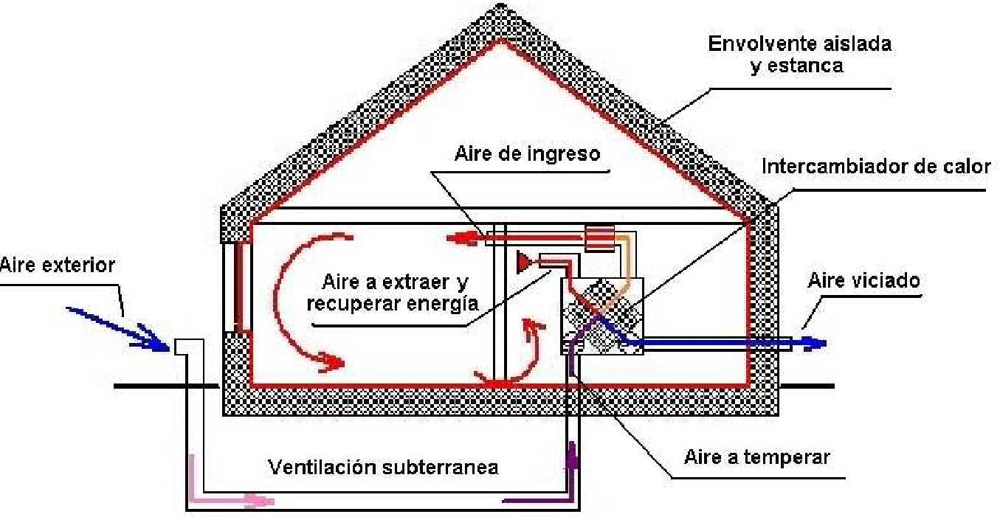 Envolvente aislada
y estanca
Aire de ingreso
Intercambiador de calor
Aire exterior
Aire a extraer y
recuperar energía
Aire viciado
Ventilación subterranea
Aire a temperar